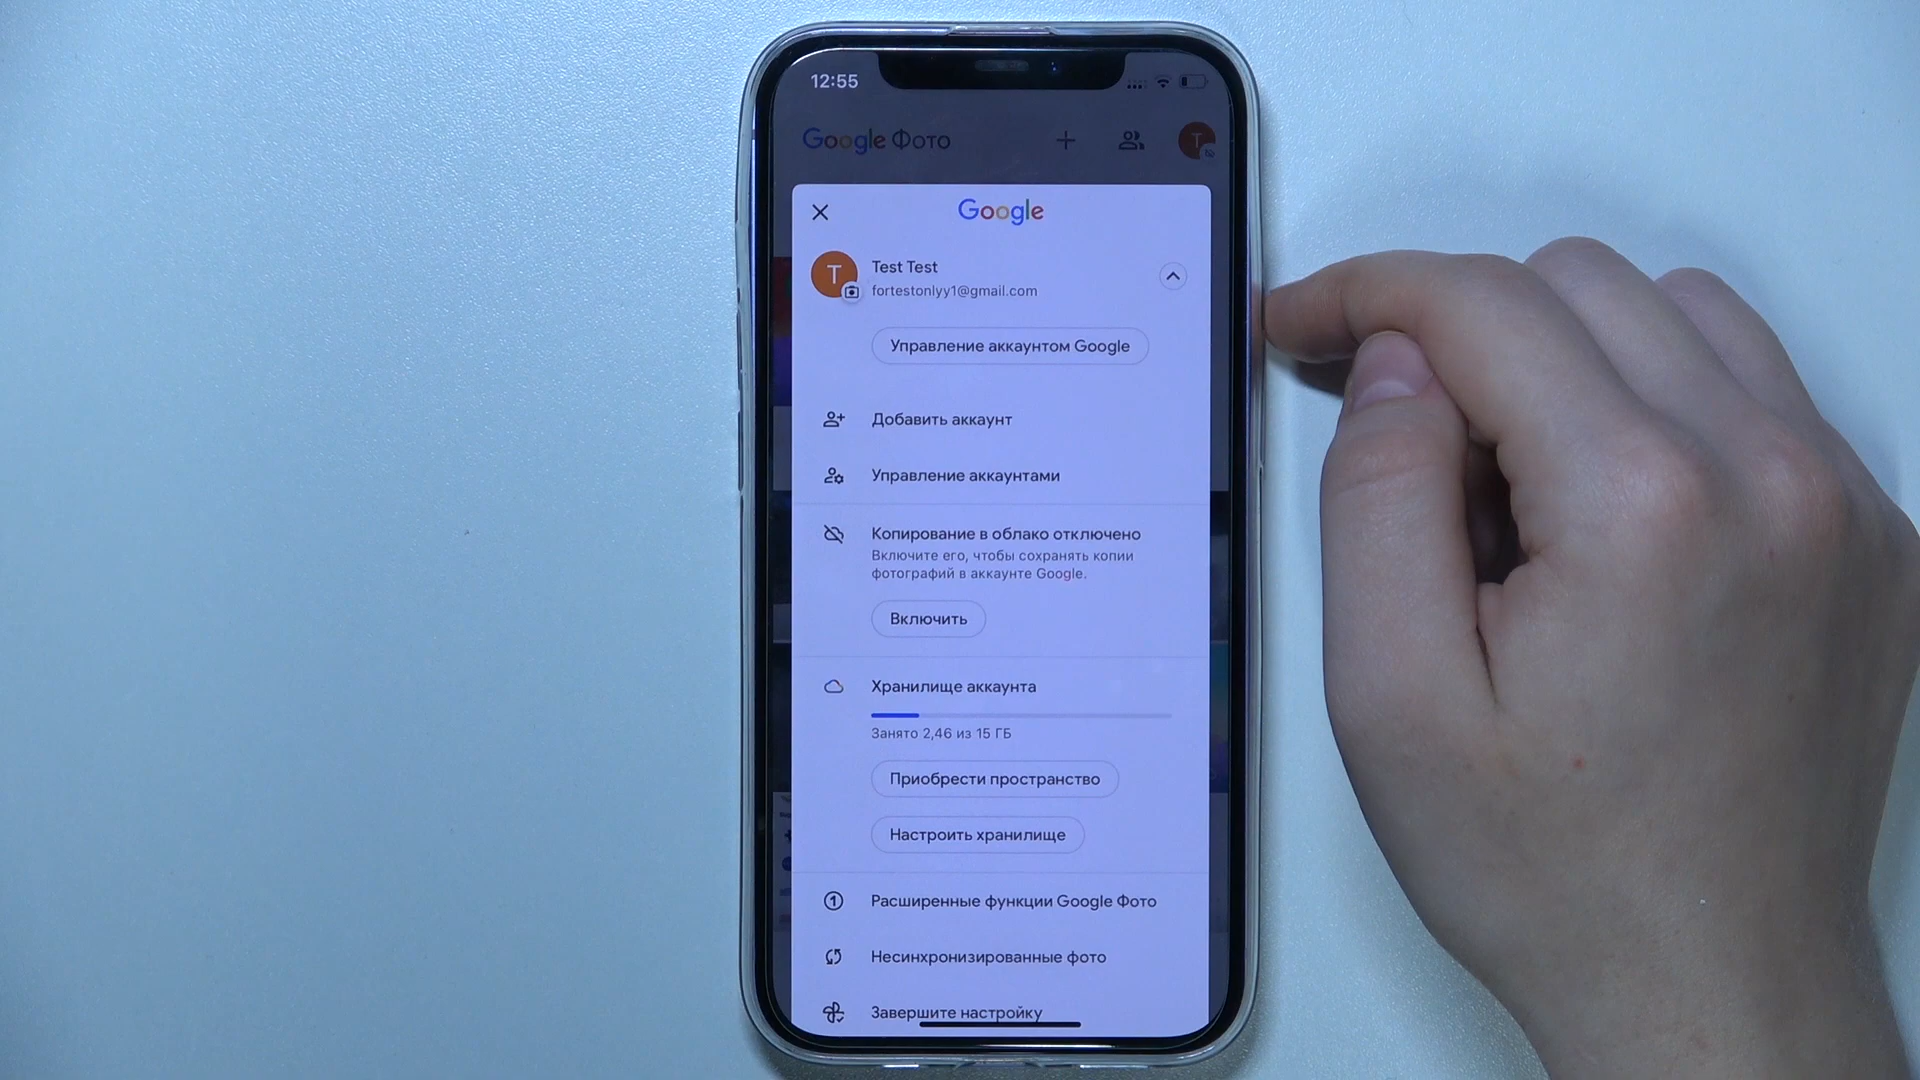 12:55
Google Фото
T
Google
T
Test Test
fortestonlyy1@gmail.com
Управление аккаунтом Google
Добавить аккаунт
Управление аккаунтами
Копирование в облако отключено
Включите его, чтобы сохранять копии
фотографий в аккаунте Google.
Включить
Хранилище аккаунта
Занято 2,46 из 15 ГБ
Приобрести пространство
Настроить хранилище
Расширенные функции Google Фото
Несинхронизированные фото
Завершите настройку